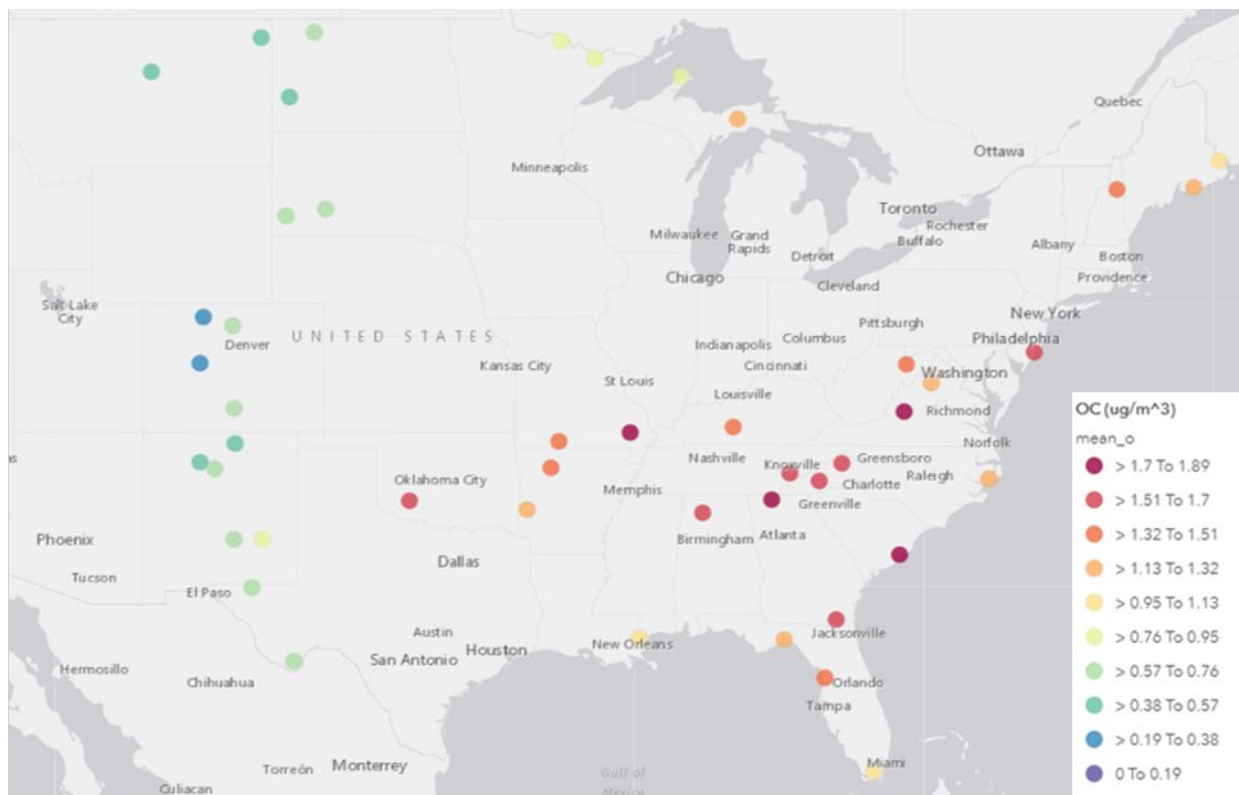 Quebec
Ottawa
Minneapolis
Toronto
Rochester
Buffalo
Milwaukee
Grand
Rapids
Albany
Boston
Detroit
Chicago
Providence
Cleveland
Salt Lake
City
New York
Pittsburgh
UNITED STATES
Denver
Columbus
Philadelphia
Indianapolis
Kansas City
Cincinnati
Washington
St Louis
Louisville
Richmond
Norfolk
Nashville
Knoxville
Greensboro
Raleigh
Oklahoma City
Memphis
Charlotte
Greenville
Phoenix
Birmingham
Atlanta
Dallas
Tucson
El Paso
Austin
Jacksonville
New Orleans
Houston
San Antonio
Hermosillo
Chihuahua
Orlando
Tampa
Miami
Torreón
Monterrey
Gulf of
Mexico
Culiacan
OC (ug/m^3)
mean_o
> 1.7 To 1.89
> 1.51 To 1.7
> 1.32 To 1.51
> 1.13 To 1.32
> 0.95 To 1.13
> 0.76 To 0.95
> 0.57 To 0.76
> 0.38 To 0.57
> 0.19 To 0.38
0 To 0.19